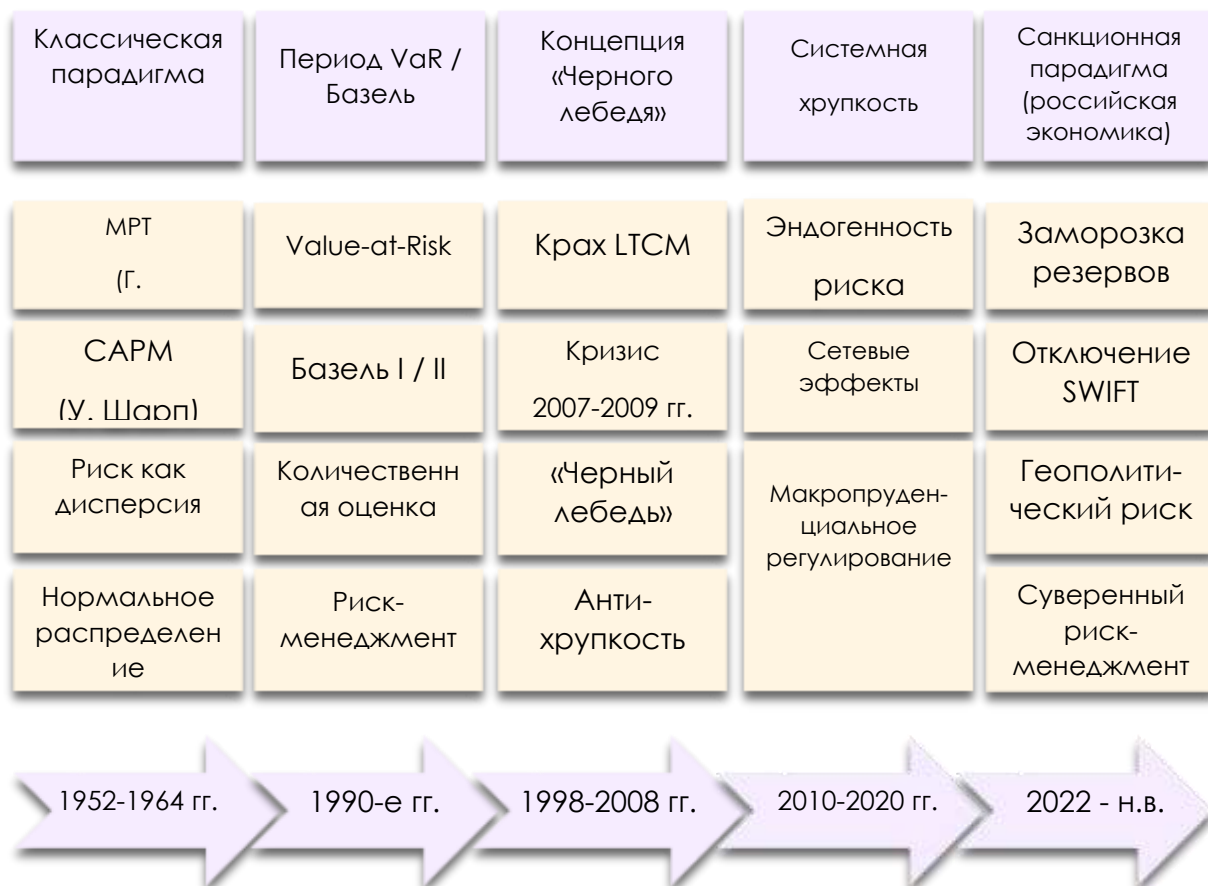 Классическая
парадигма
Период VaR /
Базель
Концепция
«Черного
лебедя»
Системная
хрупкость
Санкционная
парадигма
(российская
экономика)
МРТ
(Г.
Value-at-Risk
Крах LTCM
Эндогенность
риска
Заморозка
резервов
CAPM
(У. Шарп)
Базель I / II
Кризис
2007-2009 гг.
Сетевые
эффекты
Отключение
SWIFT
Риск как
дисперсия
Количественн
ая оценка
«Черный
лебедь»
Макропруден-
циальное
регулирование
Геополити-
ческий риск
Нормальное
распределен
ие
Риск-
менеджмент
Анти-
хрупкость
Суверенный
риск-
менеджмент
1952-1964 гг.
1990-е гг.
1998-2008 гг.
2010-2020 гг.
2022 - н.в.